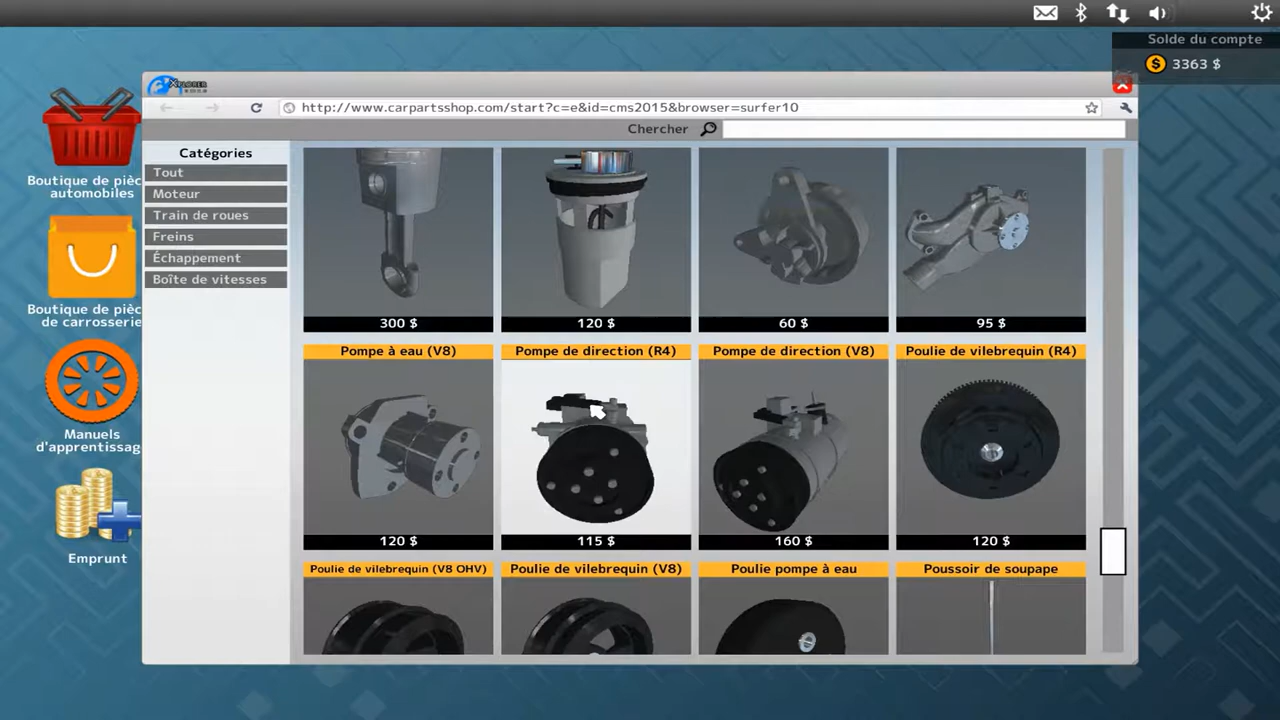 Solde du compte
3363 $
XPLORER
http://www.carpartsshop.com/start?c=e&id=cms2015&browser=surfer10
Chercher
Catégories
Tout
Moteur
Train de roues
Freins
Échappement
Boîte de vitesses
Boutique de pièc
automobiles
Boutique de pièc
de carrosserie
Manuels
d'apprentissag
Emprunt
300 $
120 $
60 $
95 $
Pompe à eau (V8)
Pompe de direction (R4)
Pompe de direction (V8)
Poulie de vilebrequin (R4)
120 $
115 $
160 $
120 $
Poulie de vilebrequin (V8 OHV)
Poulie de vilebrequin (V8)
Poulie pompe à eau
Poussoir de soupape